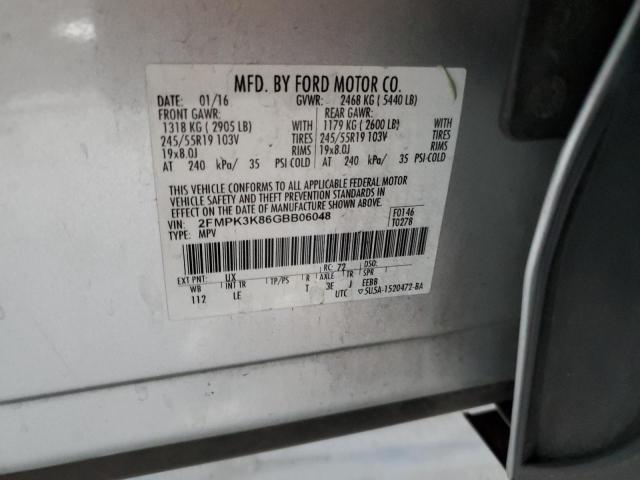 MFD. BY FORD MOTOR CO.
DATE: 01/16 GVWR: 2468 KG ( 5440 LB)
FRONT GAWR: REAR GAWR:
1318 KG ( 2905 LB) WITH 1179 KG ( 2600 LB) WITH
245/55R19 103V TIRES 245/55R19 103V TIRES
19x8.0J RIMS 19x8.0J RIMS
AT 240 kPa/ 35 PSI COLD AT 240 kPa/ 35 PSI COLD
THIS VEHICLE CONFORMS TO ALL APPLICABLE FEDERAL MOTOR
VEHICLE SAFETY AND THEFT PREVENTION STANDARDS IN
EFFECT ON THE DATE OF MANUFACTURE SHOWN ABOVE.
VIN: 2FMPK3K86GBB06048 F0146
TYPE: MPV T0278
EXT PNT: UX RC: 72 DSO:
WB INT TR TP/PS R AXLE TR SPR
112 LE T 3E J EEBB
UTC ▽5U5A-1520472-BA